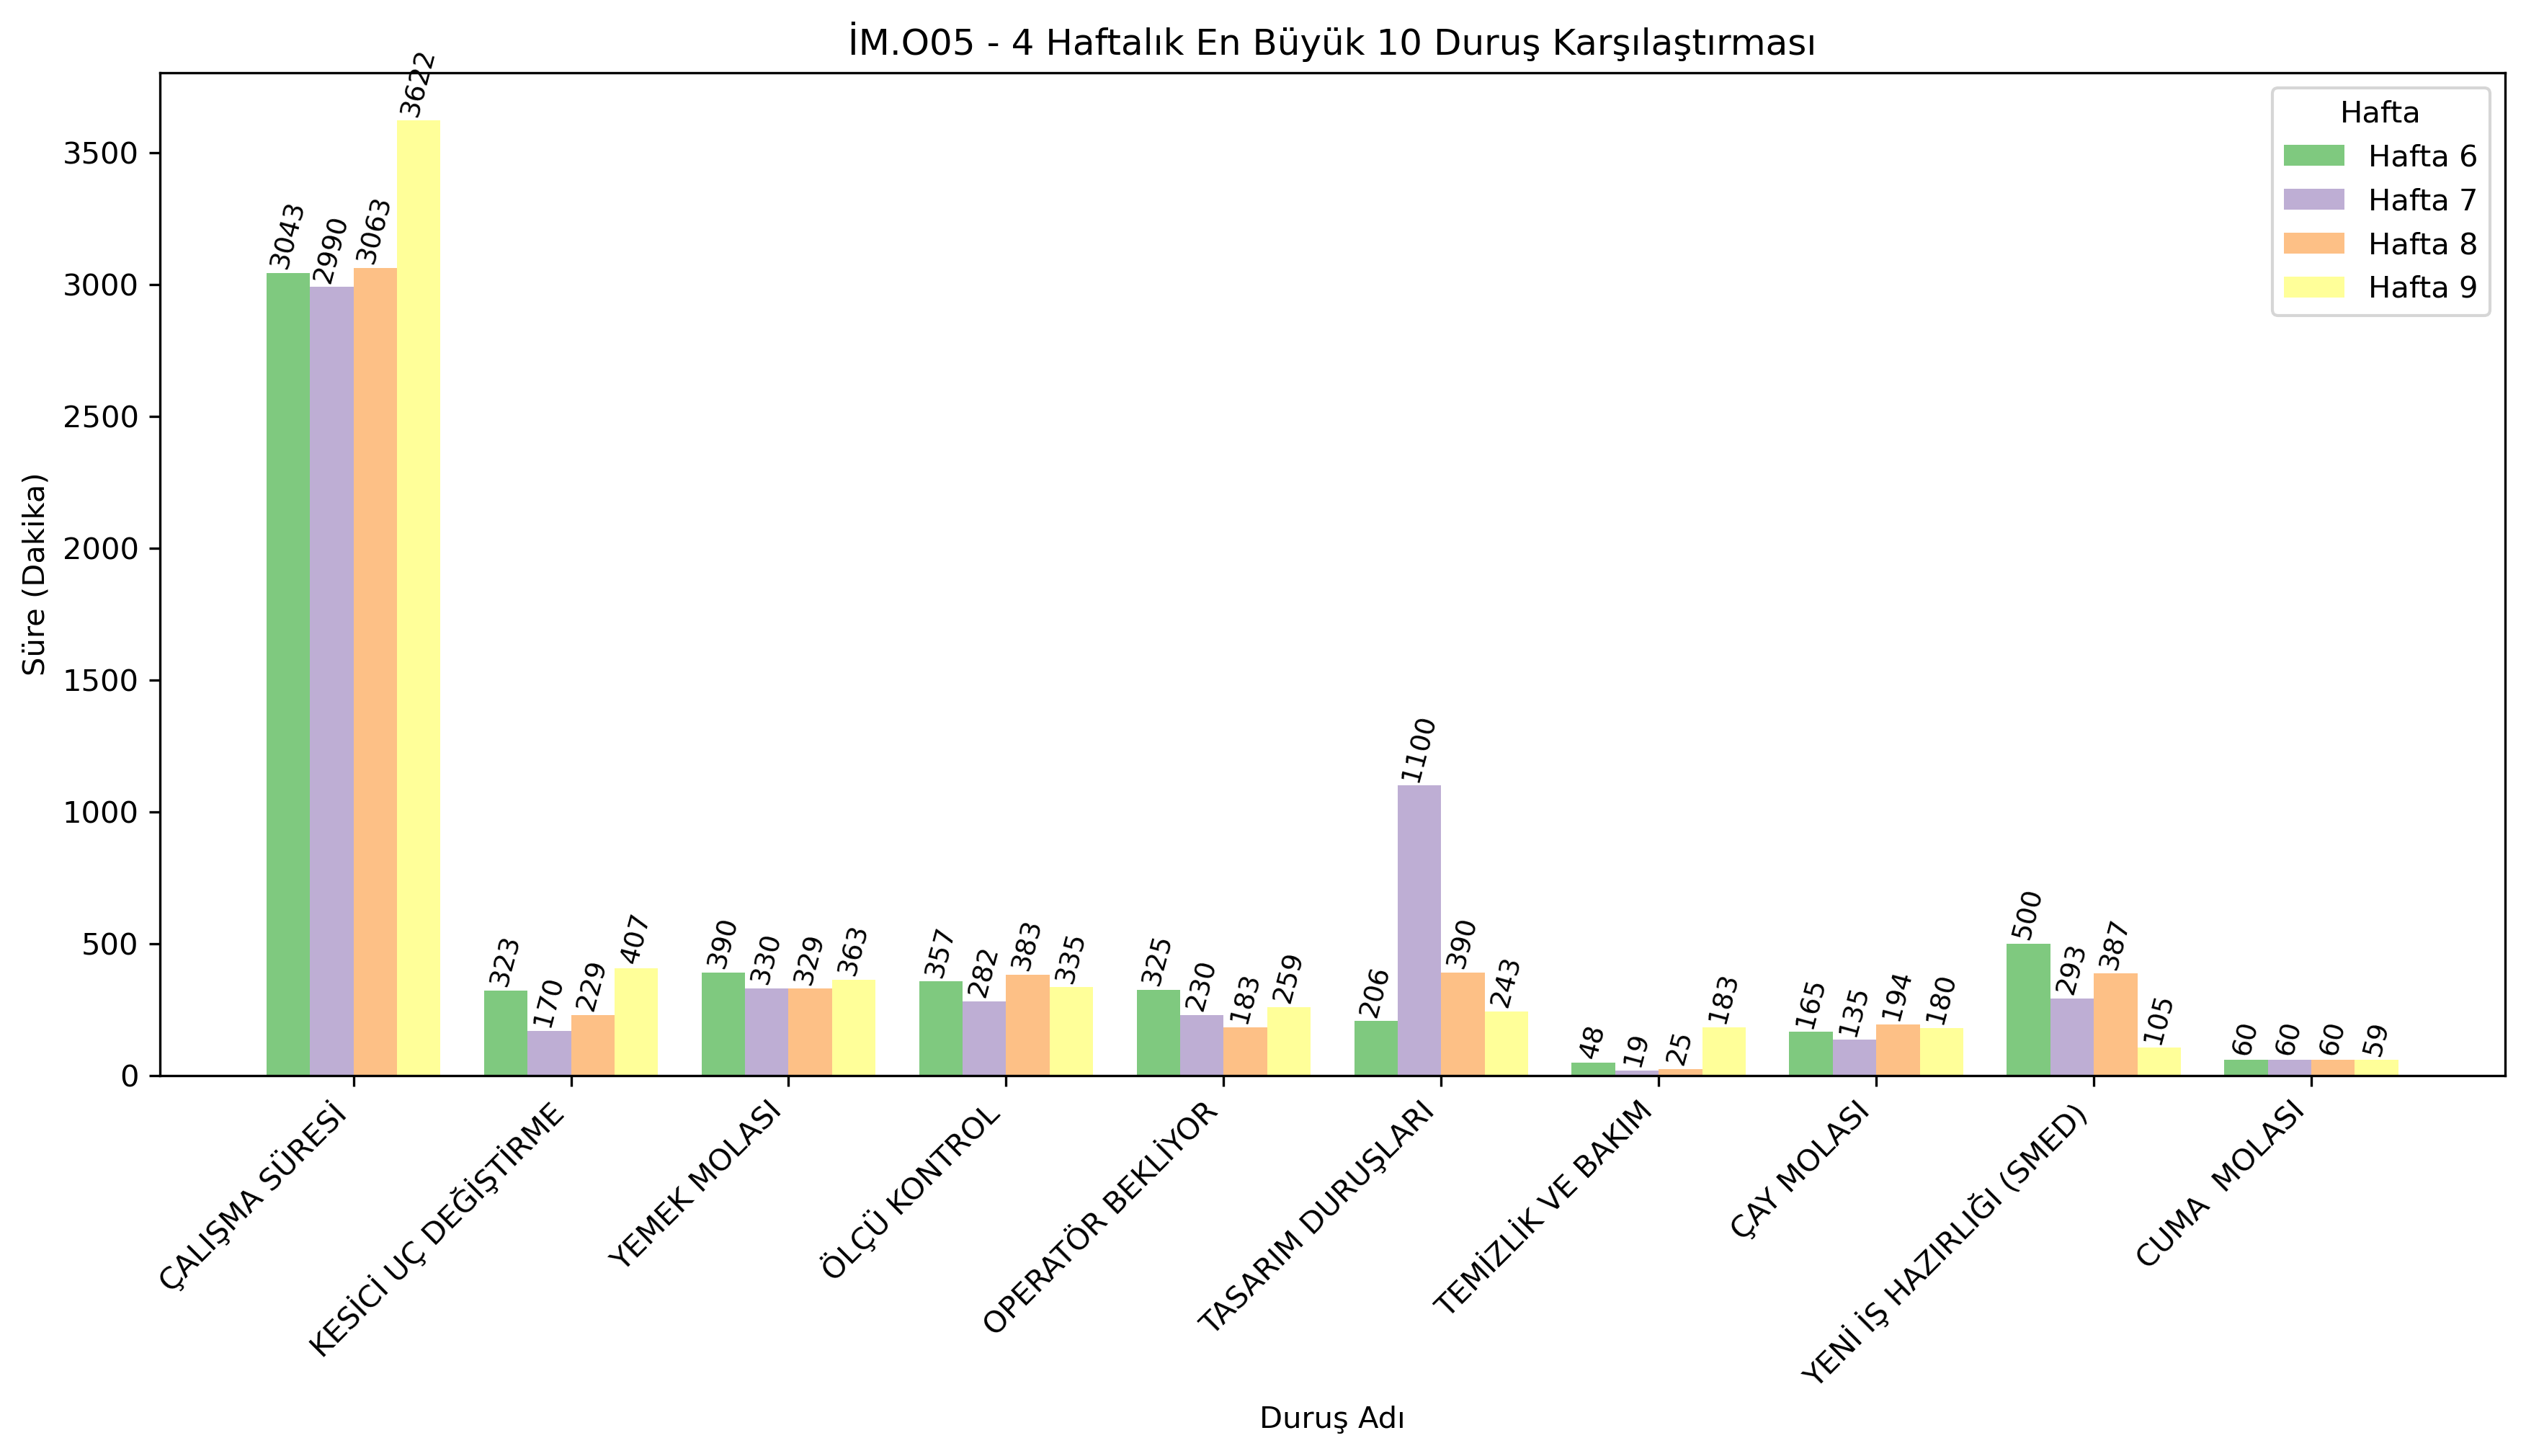 İM.O05 - 4 Haftalık En Büyük 10 Duruş Karşılaştırması
Hafta
Hafta 6
Hafta 7
Hafta 8
Hafta 9
Süre (Dakika)
3500
3000
2500
2000
1500
1000
500
0
3043
2990
3063
3622
323
170
229
407
390
330
329
363
357
282
383
335
325
230
183
259
206
1100
390
243
48
19
25
183
165
135
194
180
500
293
387
105
60
60
60
59
ÇALIŞMA SÜRESİ
KESİCİ UÇ DEĞİŞTİRME
YEMEK MOLASI
ÖLÇÜ KONTROL
OPERATÖR BEKLİYOR
TASARIM DURUŞLARI
TEMİZLİK VE BAKIM
ÇAY MOLASI
YENİ İŞ HAZIRLIĞI (SMED)
CUMA  MOLASI
Duruş Adı